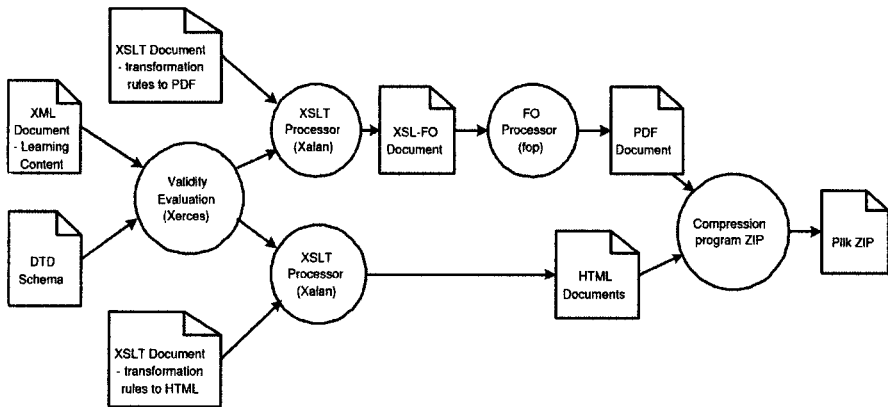 XSLT Document
- transformation
rules to PDF
XML
Document
- Learning
Content
XSLT
Processor
(Xalan)
XSL-FO
Document
FO
Processor
(fop)
PDF
Document
Validity
Evaluation
(Xerces)
Compression
program ZIP
Plik ZIP
DTD
Schema
XSLT
Processor
(Xalan)
HTML
Documents
XSLT Document
- transformation
rules to HTML